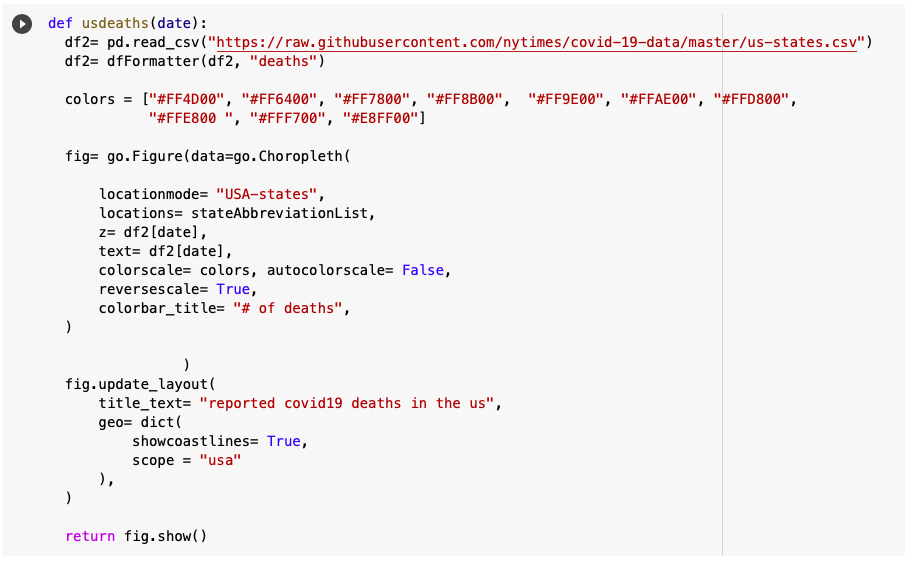 def usdeaths(date):
  df2= pd.read_csv("https://raw.githubusercontent.com/nytimes/covid-19-data/master/us-states.csv")
  df2= dfFormatter(df2, "deaths")

  colors = ["#FF4D00", "#FF6400", "#FF7800", "#FF8B00",  "#FF9E00", "#FFAE00", "#FFD800",
            "#FFE800 ", "#FFF700", "#E8FF00"]

  fig= go.Figure(data=go.Choropleth(

      locationmode= "USA-states",
      locations= stateAbbreviationList,
      z= df2[date],
      text= df2[date],
      colorscale= colors, autocolorscale= False,
      reversescale= True,
      colorbar_title= "# of deaths",
  )

                )
  fig.update_layout(
      title_text= "reported covid19 deaths in the us",
      geo= dict(
          showcoastlines= True,
          scope = "usa"
      ),
  )

  return fig.show()